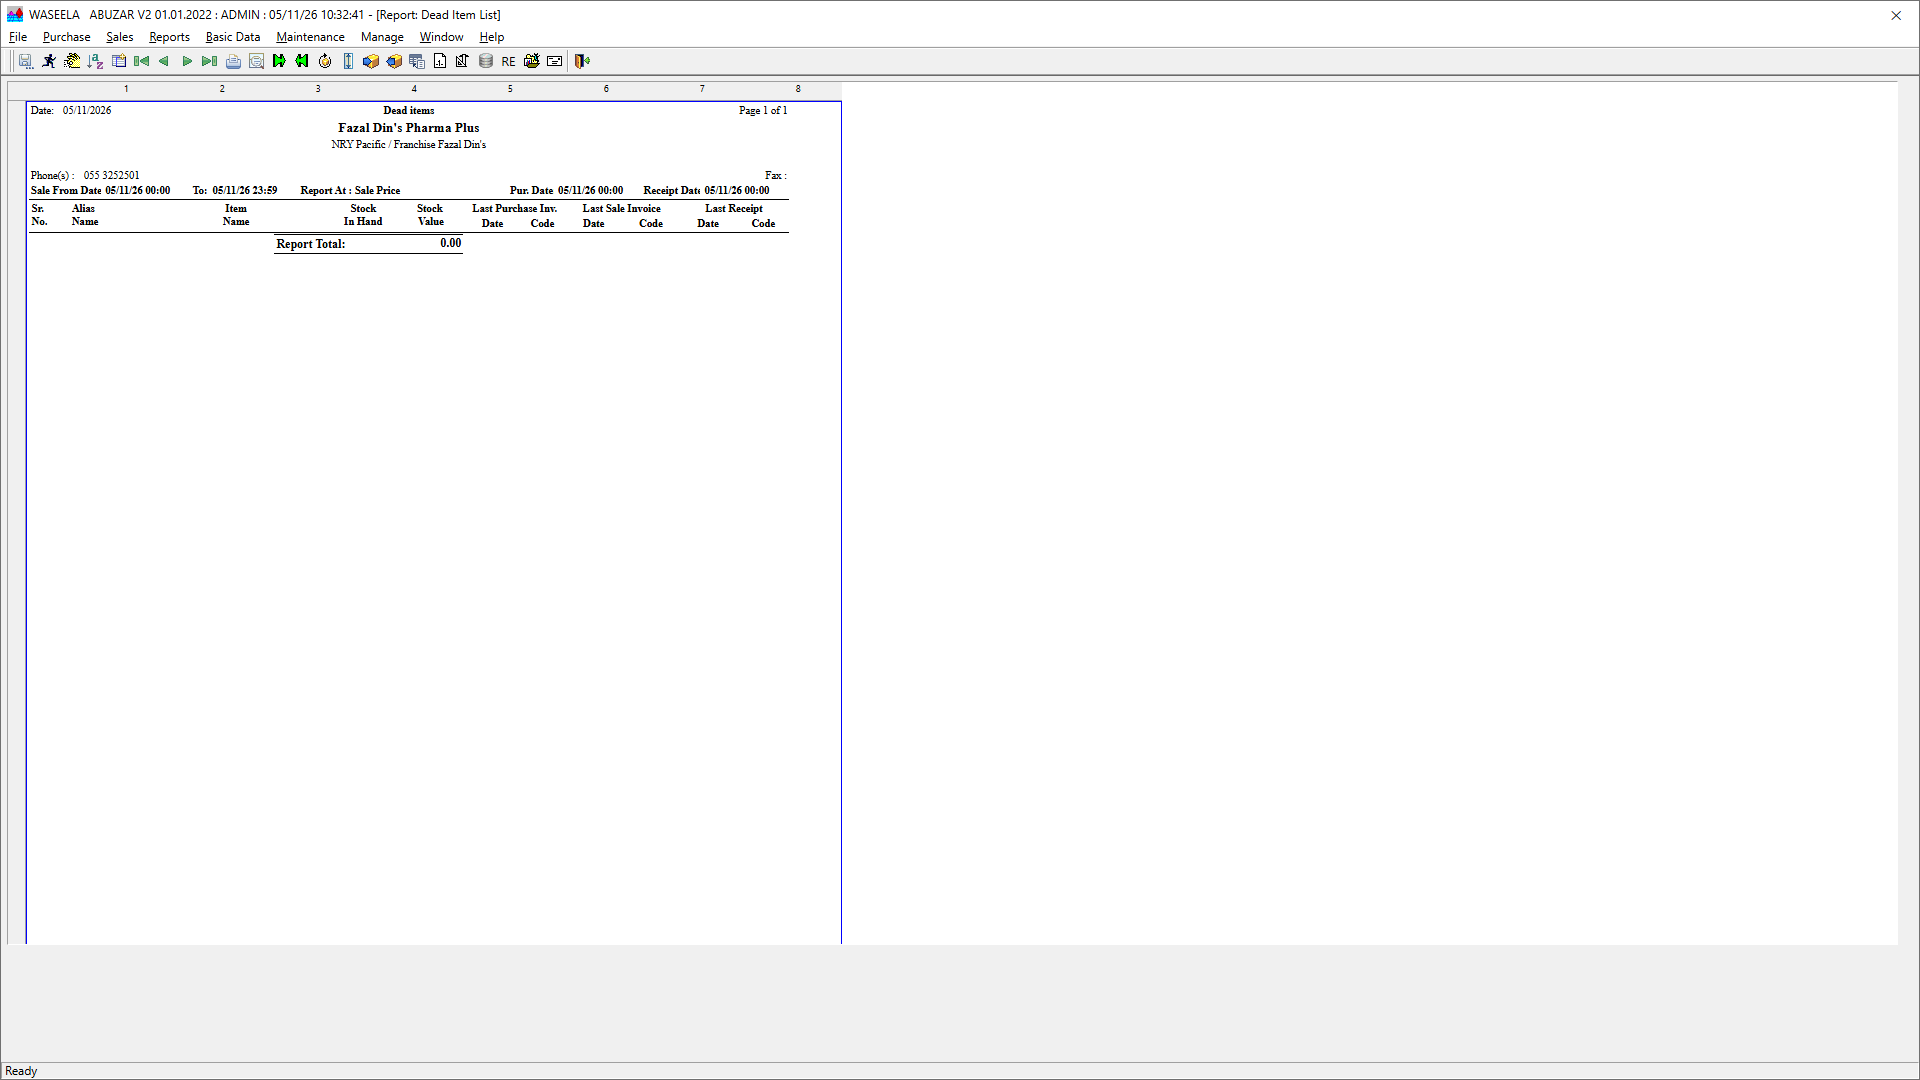 WASEELA ABUZAR V2 01.01.2022 : ADMIN : 05/11/26 10:32:41 - [Report: Dead Item List]
File Purchase Sales Reports Basic Data Maintenance Manage Window Help
RE
1 2 3 4 5 6 7 8
Date: 05/11/2026 Dead items Page 1 of 1
Fazal Din's Pharma Plus
NRY Pacific / Franchise Fazal Din's
Phone(s) : 055 3252501 Fax :
Sale From Date 05/11/26 00:00 To: 05/11/26 23:59 Report At : Sale Price Pur. Date 05/11/26 00:00 Receipt Date 05/11/26 00:00
Sr. Alias Item Stock Stock Last Purchase Inv. Last Sale Invoice Last Receipt
No. Name Name In Hand Value Date Code Date Code Date Code
Report Total: 0.00
Ready